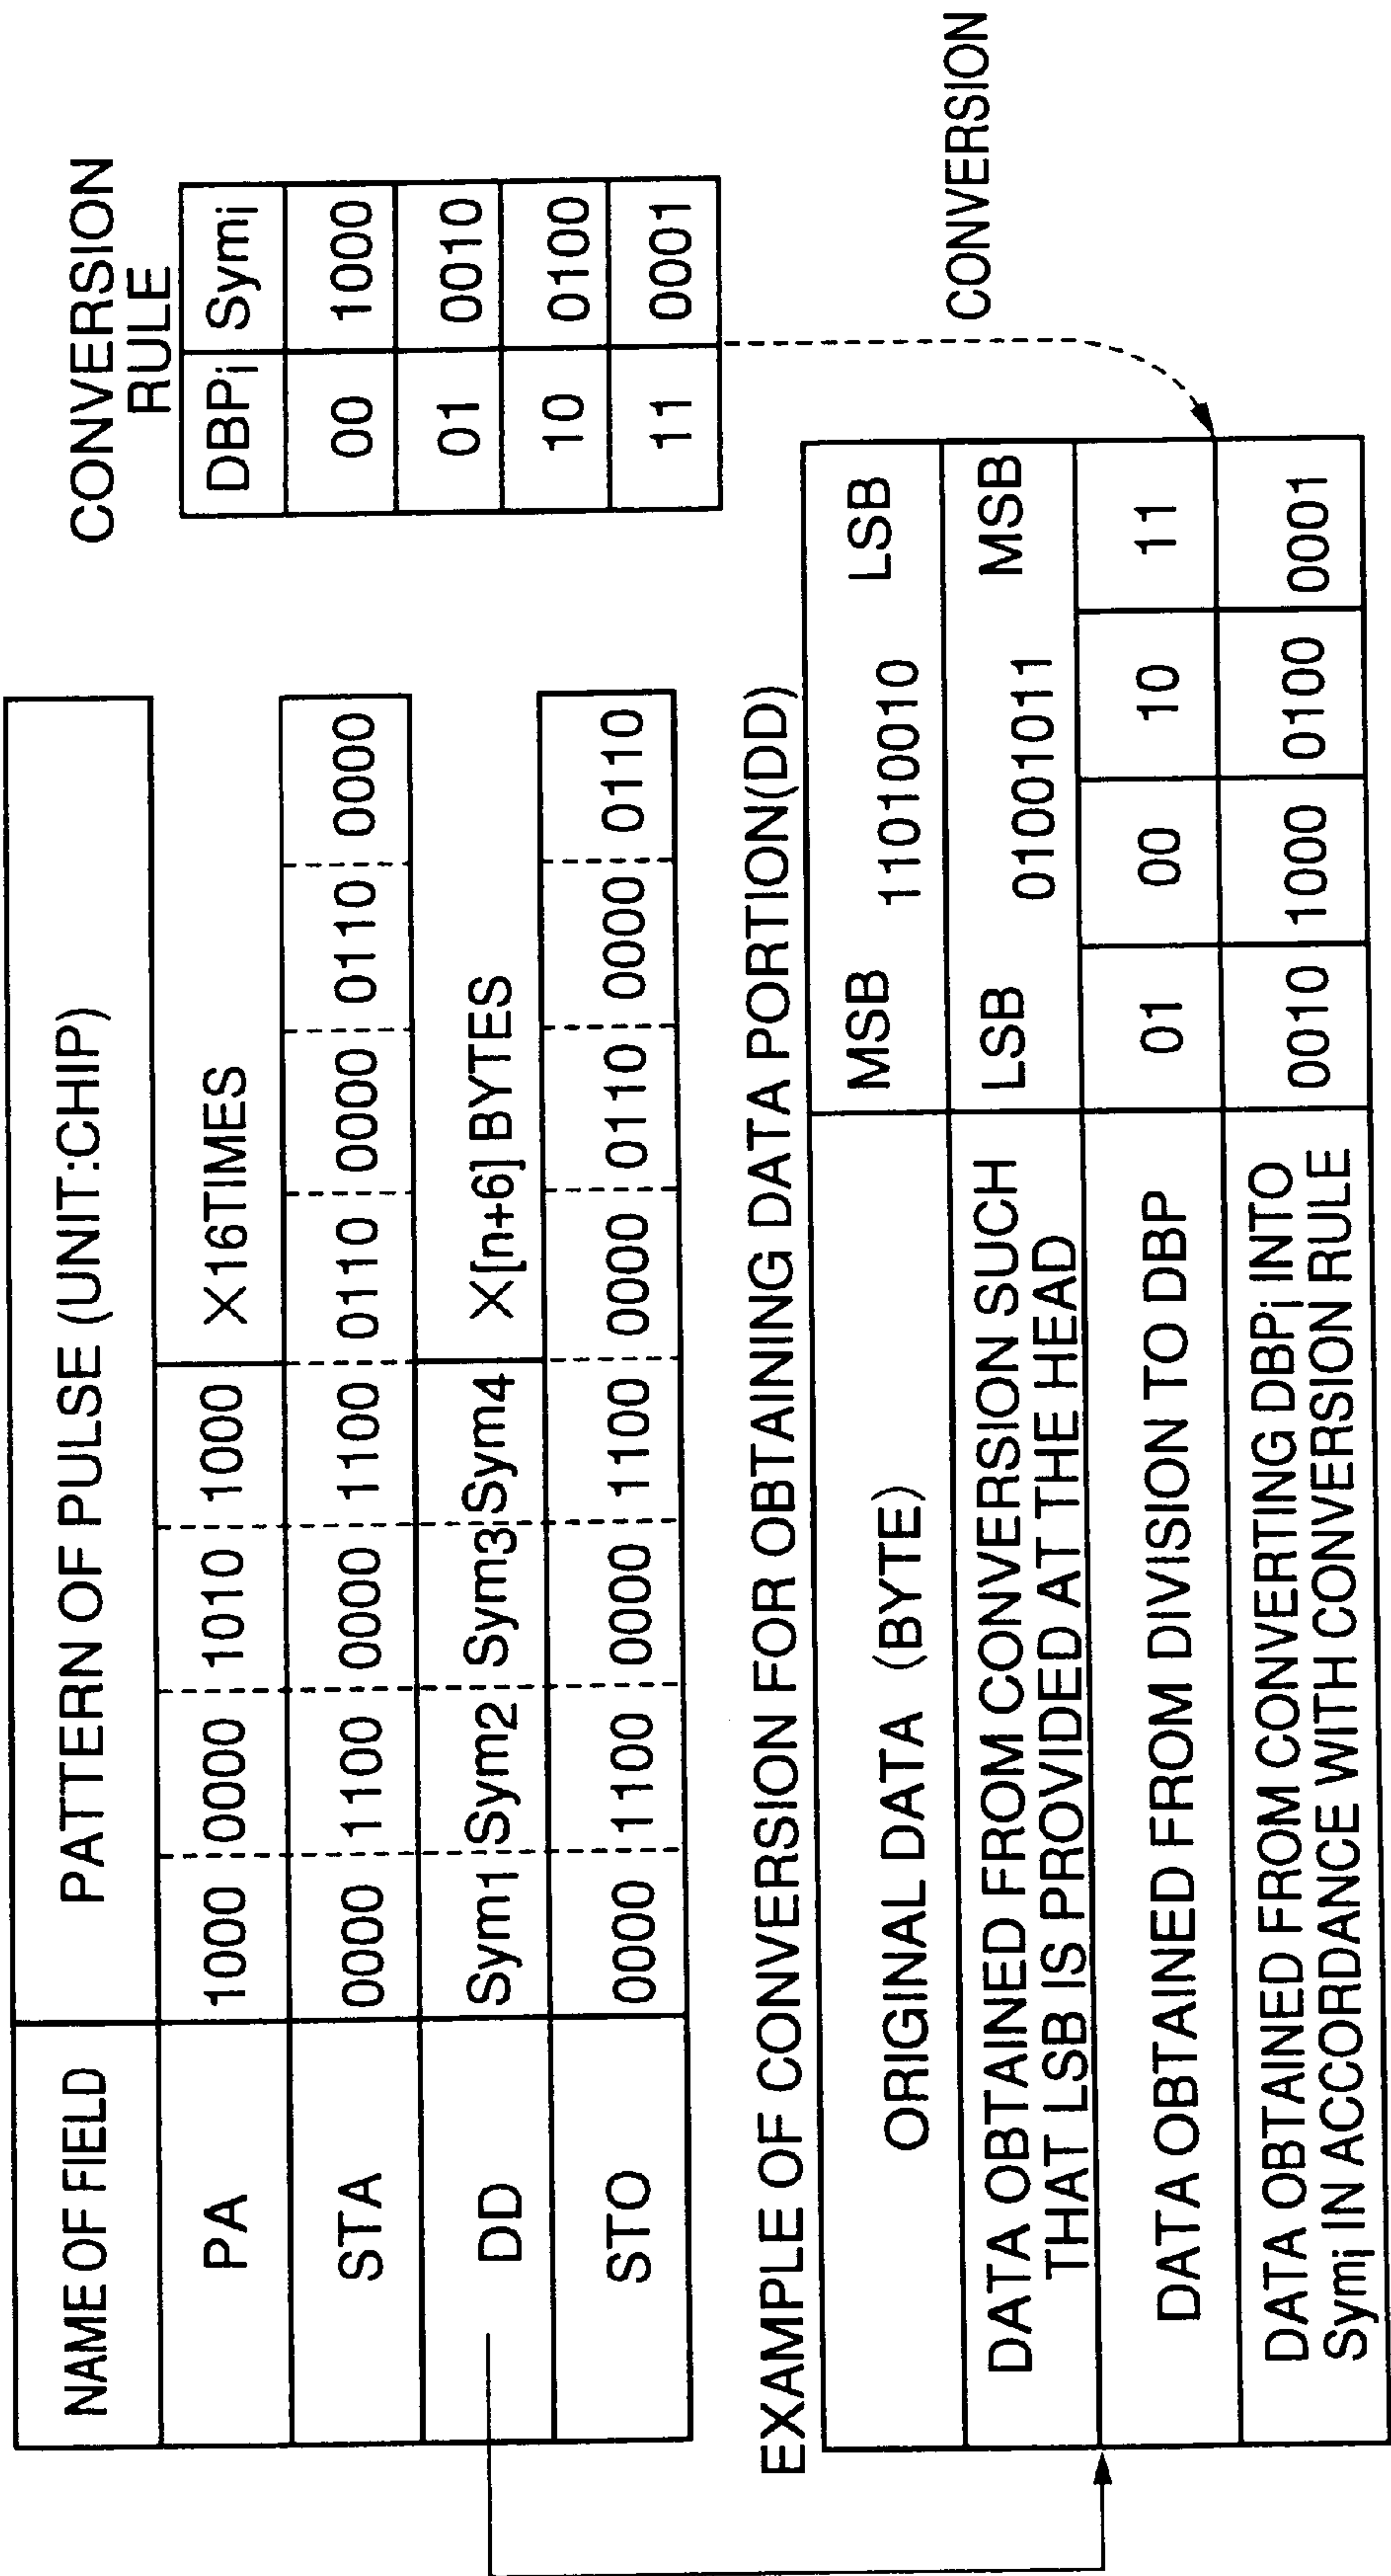 NAME OF FIELD PATTERN OF PULSE (UNIT:CHIP)
PA 1000 0000 1010 1000 X16TIMES
STA 0000 1100 0000 1100 0110 0000 0110 0000
DD Sym1 Sym2 Sym3 Sym4 X[n+6] BYTES
STO 0000 1100 0000 1100 0000 0110 0000 0110
CONVERSION
RULE
DBPi Symi
00 1000
01 0010
10 0100
11 0001
CONVERSION
EXAMPLE OF CONVERSION FOR OBTAINING DATA PORTION(DD)
ORIGINAL DATA (BYTE) MSB 11010010 LSB
DATA OBTAINED FROM CONVERSION SUCH
THAT LSB IS PROVIDED AT THE HEAD LSB 01001011 MSB
DATA OBTAINED FROM DIVISION TO DBP 01 00 10 11
DATA OBTAINED FROM CONVERTING DBPi INTO
Symi IN ACCORDANCE WITH CONVERSION RULE 0010 1000 0100 0001